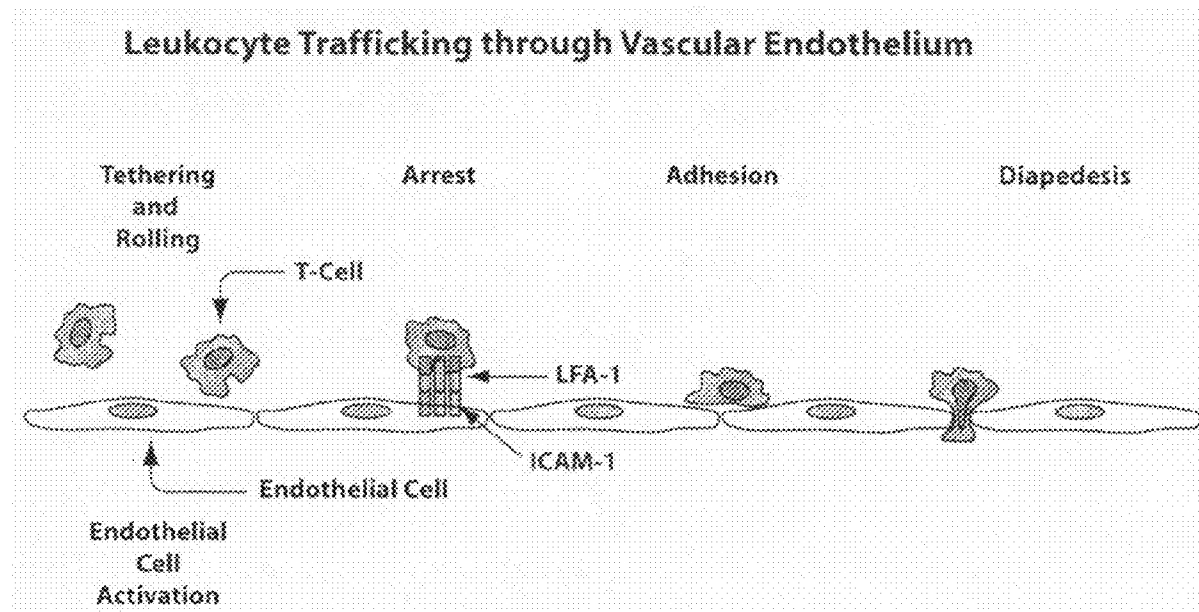 Leukocyte Trafficking through Vascular Endothelium
Tethering
and
Rolling
Arrest
Adhesion
Diapedesis
T-Cell
LFA-1
ICAM-1
Endothelial Cell
Endothelial
Cell
Activation